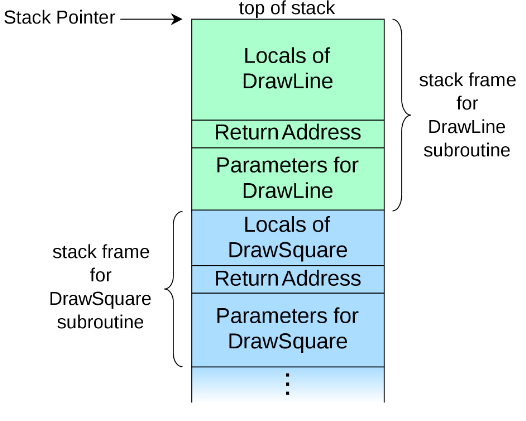 top of stack
Stack Pointer
Locals of
DrawLine
Return Address
Parameters for
DrawLine
stack frame
for
DrawLine
subroutine
Locals of
DrawSquare
Return Address
Parameters for
DrawSquare
stack frame
for
DrawSquare
subroutine
⋮